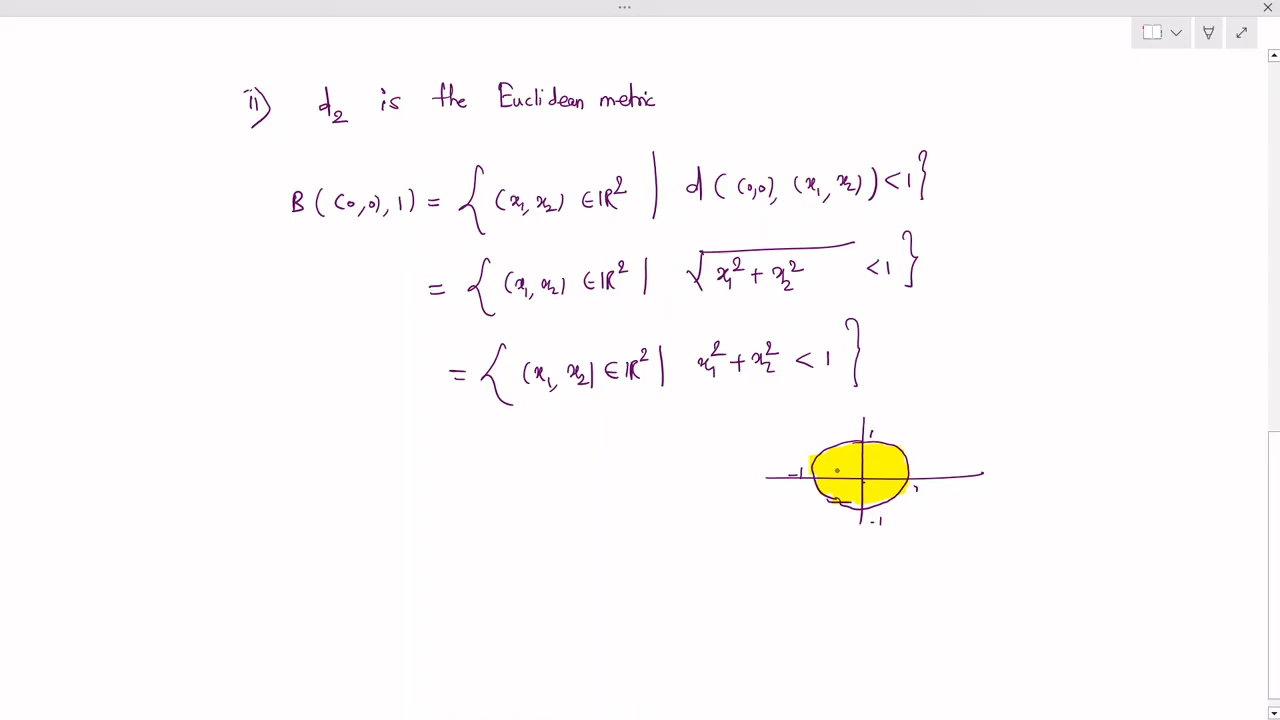 ii) d₂ is the Euclidean metric
B((0,0), 1) = { (x₁, x₂) ∈ ℝ² | d((0,0), (x₁, x₂)) < 1 }
= { (x₁, x₂) ∈ ℝ² | √(x₁² + x₂²) < 1 }
= { (x₁, x₂) ∈ ℝ² | x₁² + x₂² < 1 }
1
-1
-1